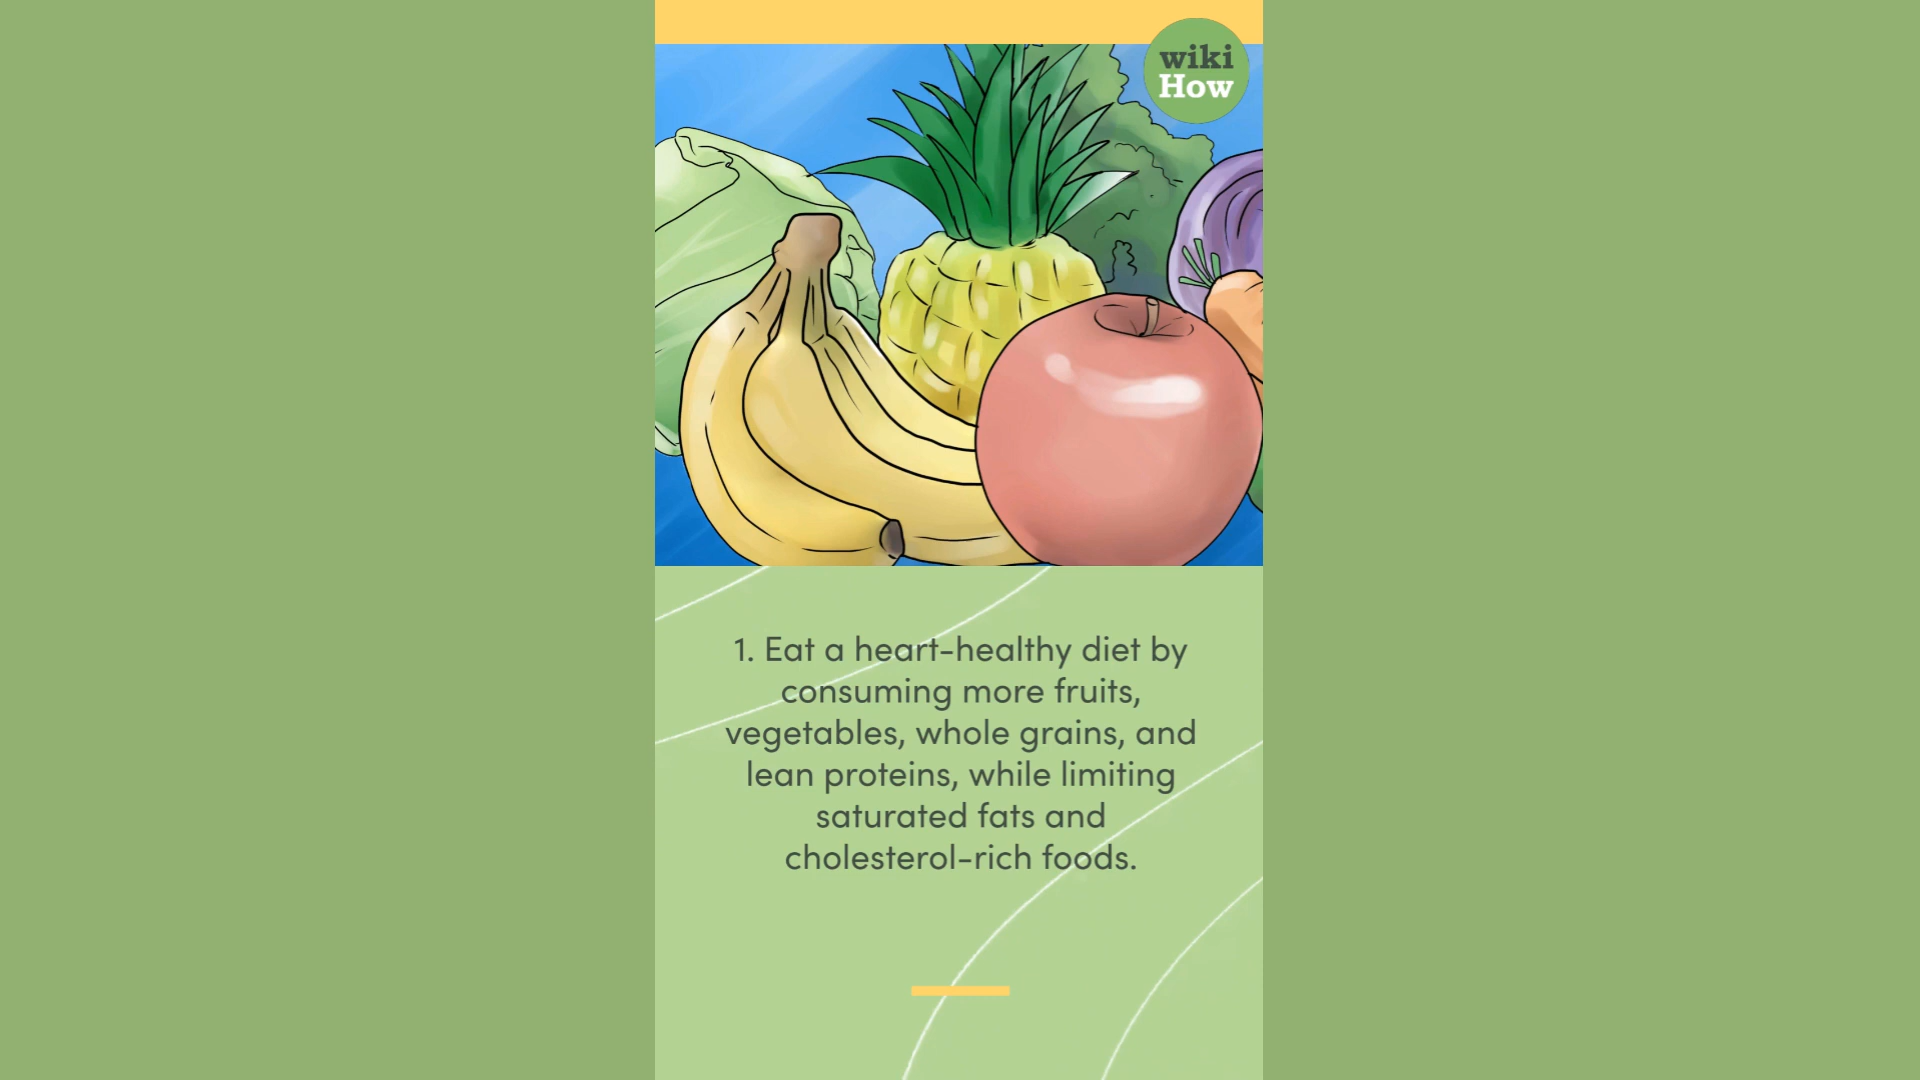 wiki
How
1. Eat a heart-healthy diet by
consuming more fruits,
vegetables, whole grains, and
lean proteins, while limiting
saturated fats and
cholesterol-rich foods.